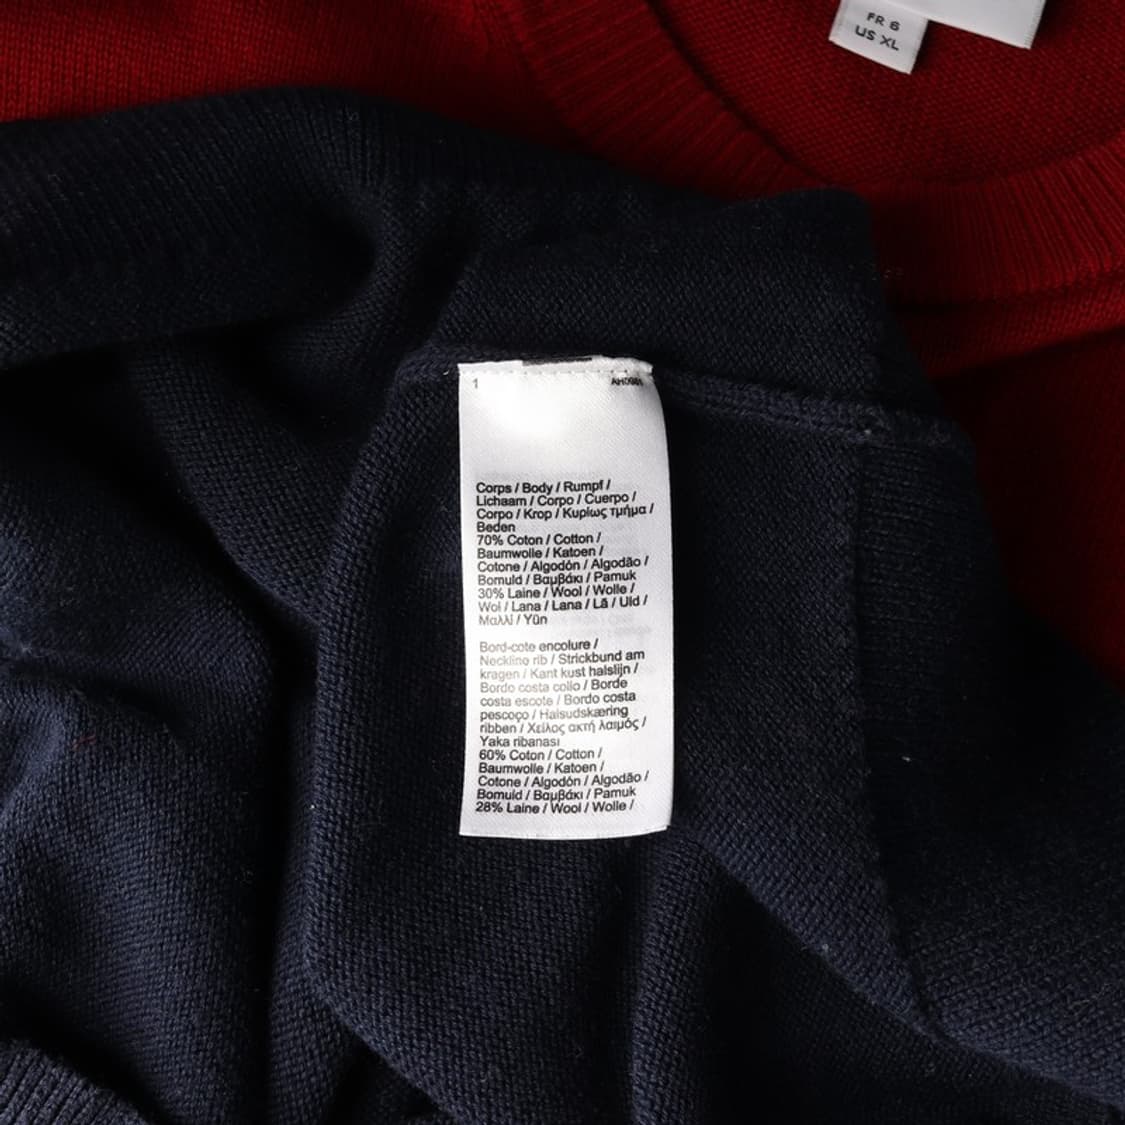 FR 6
US XL
1 AH0981
Corps / Body / Rumpf /
Lichaam / Corpo / Cuerpo /
Corpo / Krop / Κυρίως τμήμα /
Beden
70% Coton / Cotton /
Baumwolle / Katoen /
Cotone / Algodón / Algodão /
Bomuld / Βαμβάκι / Pamuk
30% Laine / Wool / Wolle /
Wol / Lana / Lana / Lã / Uld /
Μαλλί / Yün
Bord-cote encolure /
Neckline rib / Strickbund am
kragen / Kant kust halslijn /
Bordo costa collo / Borde
costa escote / Bordo costa
pescoço / Halsudskæring
ribben / Χείλος ακτή λαιμός /
Yaka ribanası
60% Coton / Cotton /
Baumwolle / Katoen /
Cotone / Algodón / Algodão /
Bomuld / Βαμβάκι / Pamuk
28% Laine / Wool / Wolle /